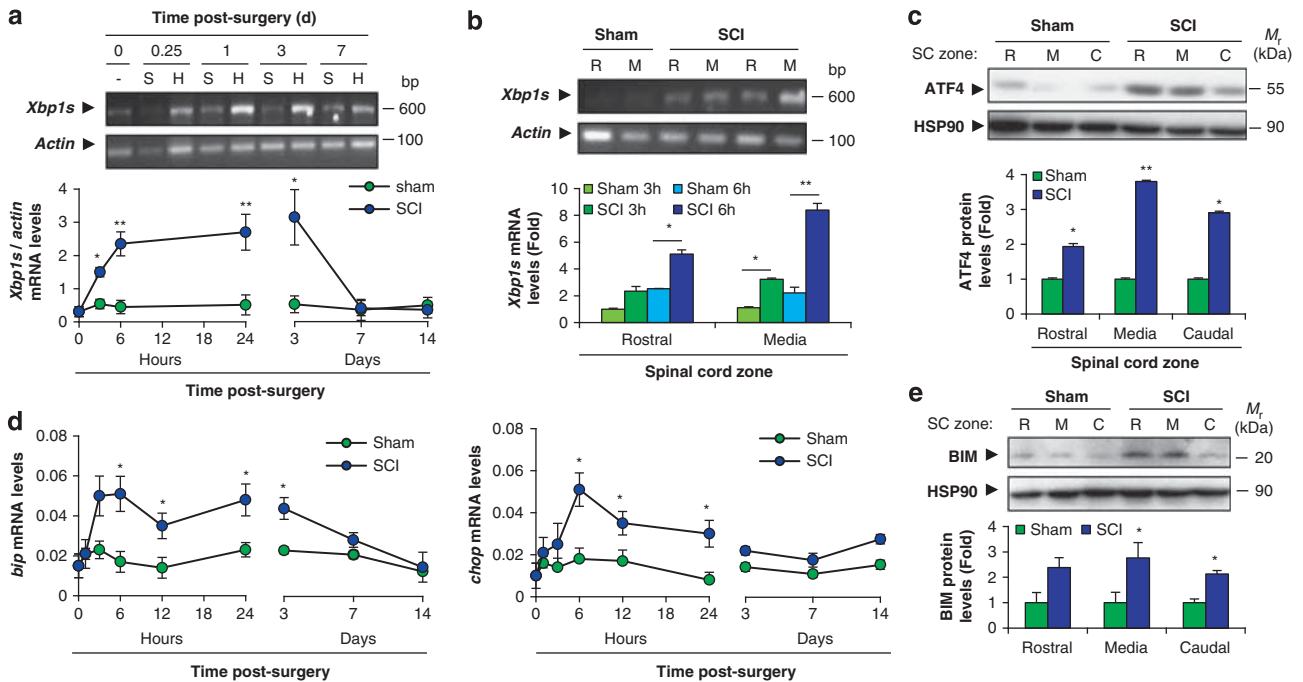 a
Time post-surgery (d)
0 0.25 1 3 7
- S H S H S H S H bp
Xbp1s 600
Actin 100
Xbp1s / actin
mRNA levels
4
3
2
1
0
sham
SCI
* ** ** *
0 6 12 18 24 3 7 14
Hours Days
Time post-surgery
b
Sham SCI
R M R M R M bp
Xbp1s 600
Actin 100
Xbp1s mRNA
levels (Fold)
10
8
6
4
2
0
Sham 3h Sham 6h
SCI 3h SCI 6h
* * **
Rostral Media
Spinal cord zone
c
Sham SCI
SC zone: R M C R M C
Mr
(kDa)
ATF4 55
HSP90 90
ATF4 protein
levels (Fold)
4
3
2
1
0
Sham
SCI
* ** *
Rostral Media Caudal
Spinal cord zone
d
bip mRNA levels
0.08
0.06
0.04
0.02
0
Sham
SCI
* * * *
0 6 12 18 24 3 7 14
Hours Days
Time post-surgery
chop mRNA levels
0.08
0.06
0.04
0.02
0
Sham
SCI
* * *
0 6 12 18 24 3 7 14
Hours Days
Time post-surgery
e
Sham SCI
SC zone: R M C R M C
Mr
(kDa)
BIM 20
HSP90 90
BIM protein
levels (Fold)
4
3
2
1
0
Sham SCI
* *
Rostral Media Caudal